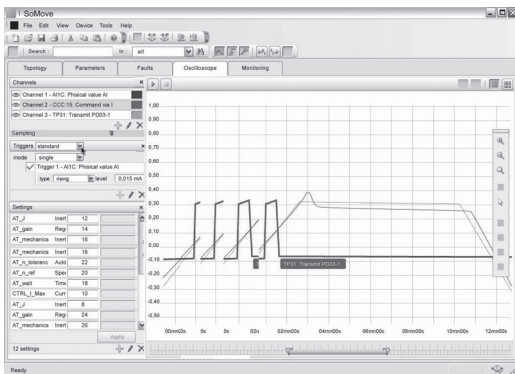 SoMove
File Edit View Device Tools Help
Search : In : all
Topology Parameters Faults Oscilloscope Monitoring
Channels
Channel 1 - AI1C: Phisical value AI
Channel 2 - CCC:15: Command via I
Channel 3 - TP31: Transmit PD03-1
Sampling
Triggers standard
mode single
Trigger 1 - AI1C: Phisical value AI
type rising level 0.015 mA
Settings
AT_J Inert 12
AT_gain Regi 14
AT_mechanics Inert 16
AT_mechanics Inert 16
AT_n_toleranc Auto 22
AT_n_ref Spee 20
AT_wait Time 18
CTRL_I_Max Curr 10
AT_J Inert 8
AT_gain Regi 24
AT_mechanica Inert 26
Apply
12 settings
1,00
0,90
0,80
0,70
0,60
0,50
0,40
0,30
0,20
0,10
0,00
-0,10
-0,20
-0,30
-0,40
-0,50
TP31: Transmit PD03-1
00mn00s 0s 0s 02n 02mn00s 04mn00s 06mn00s 08mn00s 10mn00s 12mn00s
Ready